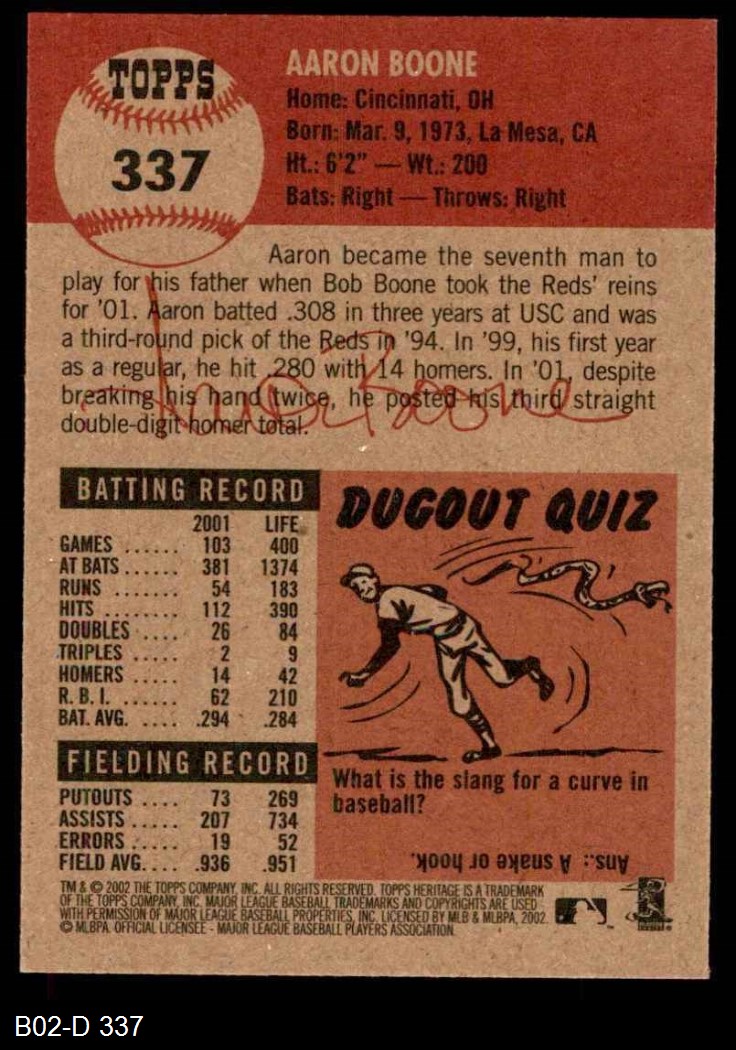 TOPPS
337
AARON BOONE
Home: Cincinnati, OH
Born: Mar. 9, 1973, La Mesa, CA
Ht.: 6'2" — Wt.: 200
Bats: Right — Throws: Right
Aaron became the seventh man to
play for his father when Bob Boone took the Reds' reins
for '01. Aaron batted .308 in three years at USC and was
a third-round pick of the Reds in '94. In '99, his first year
as a regular, he hit .280 with 14 homers. In '01, despite
breaking his hand twice, he posted his third straight
double-digit homer total.
Aaron Boone
BATTING RECORD
2001 LIFE
GAMES ...... 103 400
AT BATS ...... 381 1374
RUNS ....... 54 183
HITS ........ 112 390
DOUBLES .... 26 84
TRIPLES ..... 2 9
HOMERS ..... 14 42
R. B. I. ...... 62 210
BAT. AVG. .... .294 .284
FIELDING RECORD
PUTOUTS .... 73 269
ASSISTS ..... 207 734
ERRORS ..... 19 52
FIELD AVG.... .936 .951
DUGOUT QUIZ
What is the slang for a curve in
baseball?
Ans.: A snake or hook.
TM & © 2002 THE TOPPS COMPANY, INC. ALL RIGHTS RESERVED. TOPPS HERITAGE IS A TRADEMARK
OF THE TOPPS COMPANY, INC. MAJOR LEAGUE BASEBALL TRADEMARKS AND COPYRIGHTS ARE USED
WITH PERMISSION OF MAJOR LEAGUE BASEBALL PROPERTIES, INC. LICENSED BY MLB & MLBPA, 2002
© MLBPA. OFFICIAL LICENSEE - MAJOR LEAGUE BASEBALL PLAYERS ASSOCIATION.
B02-D 337